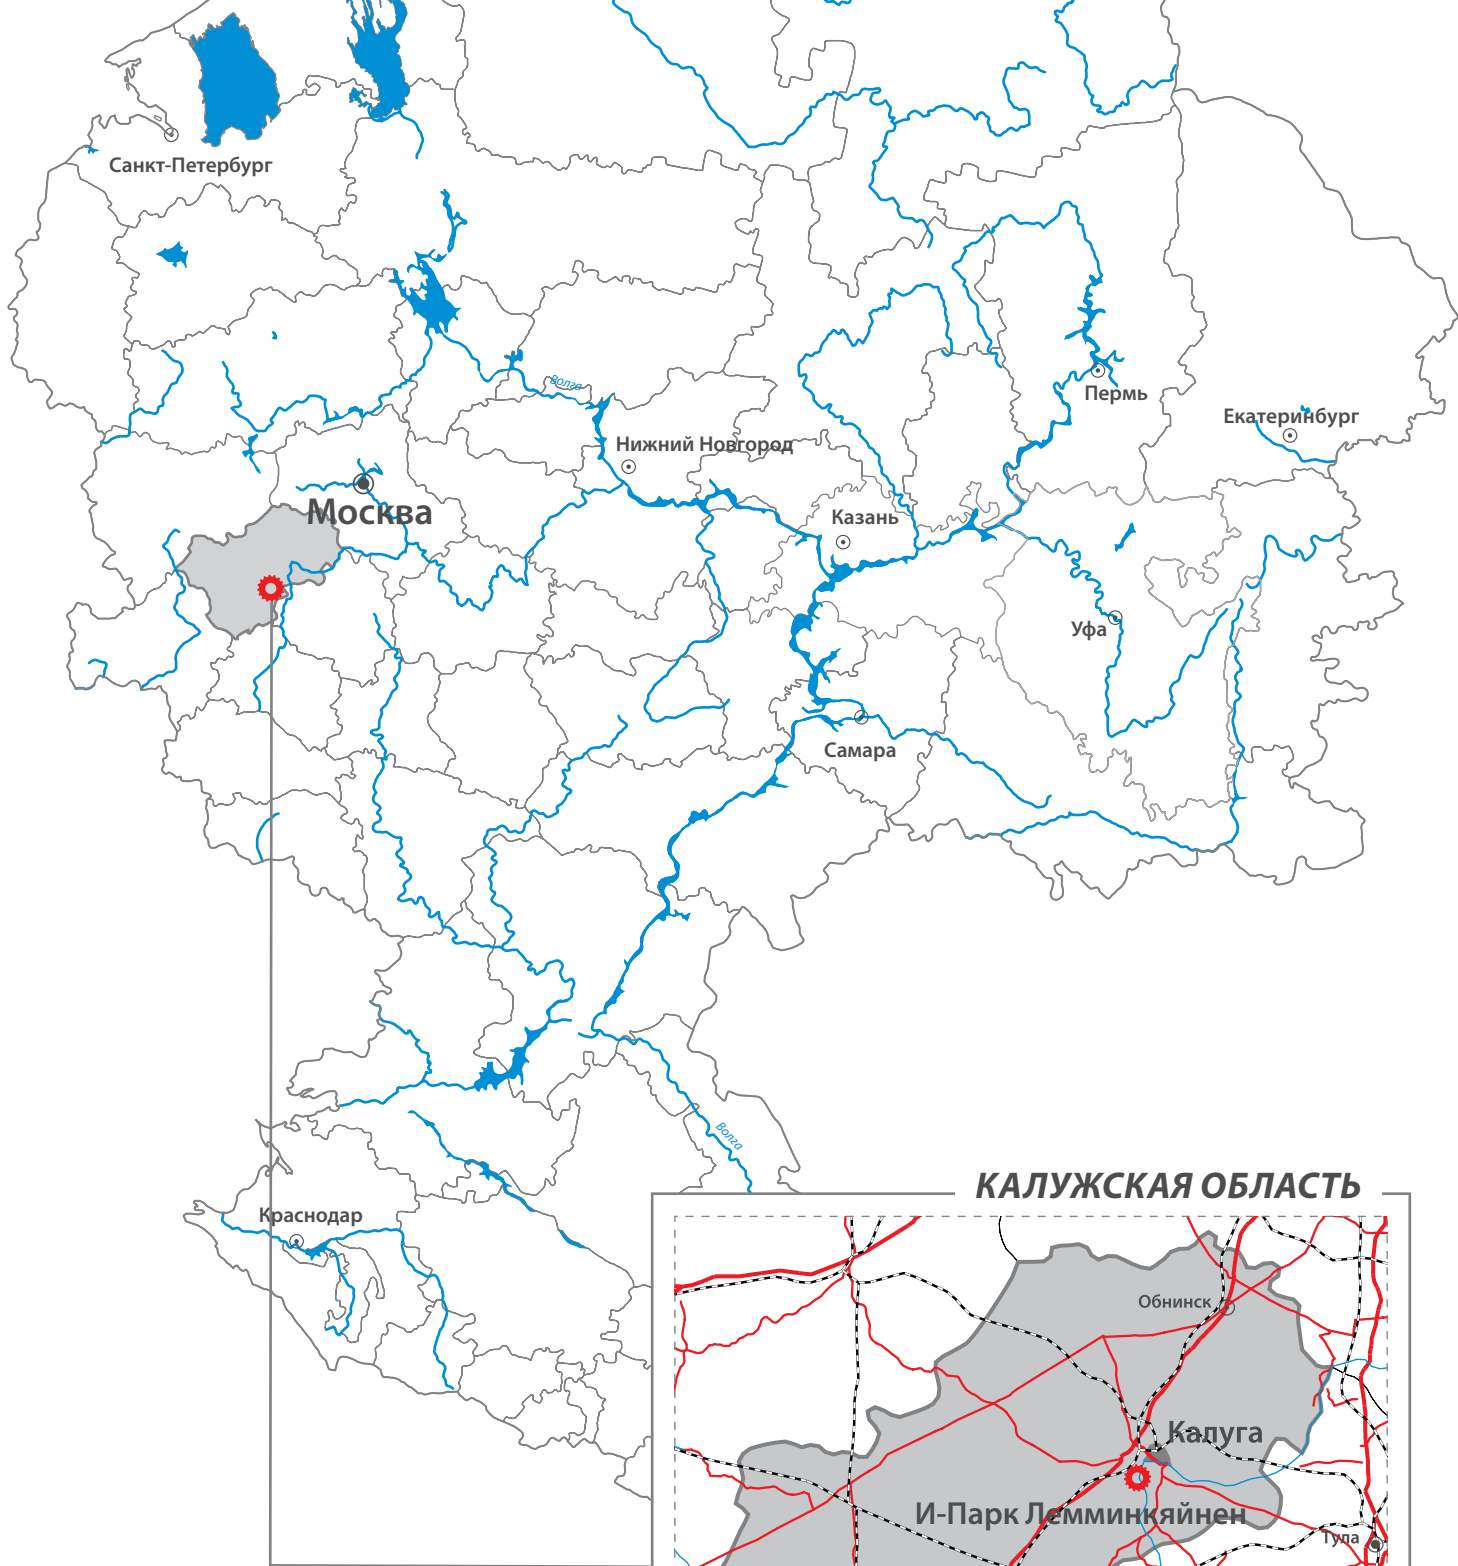 Санкт-Петербург
Волга
Пермь
Екатеринбург
Нижний Новгород
Москва
Казань
Уфа
Самара
Волга
КАЛУЖСКАЯ ОБЛАСТЬ
Краснодар
Обнинск
Калуга
И-Парк Лемминкяйнен
Тула